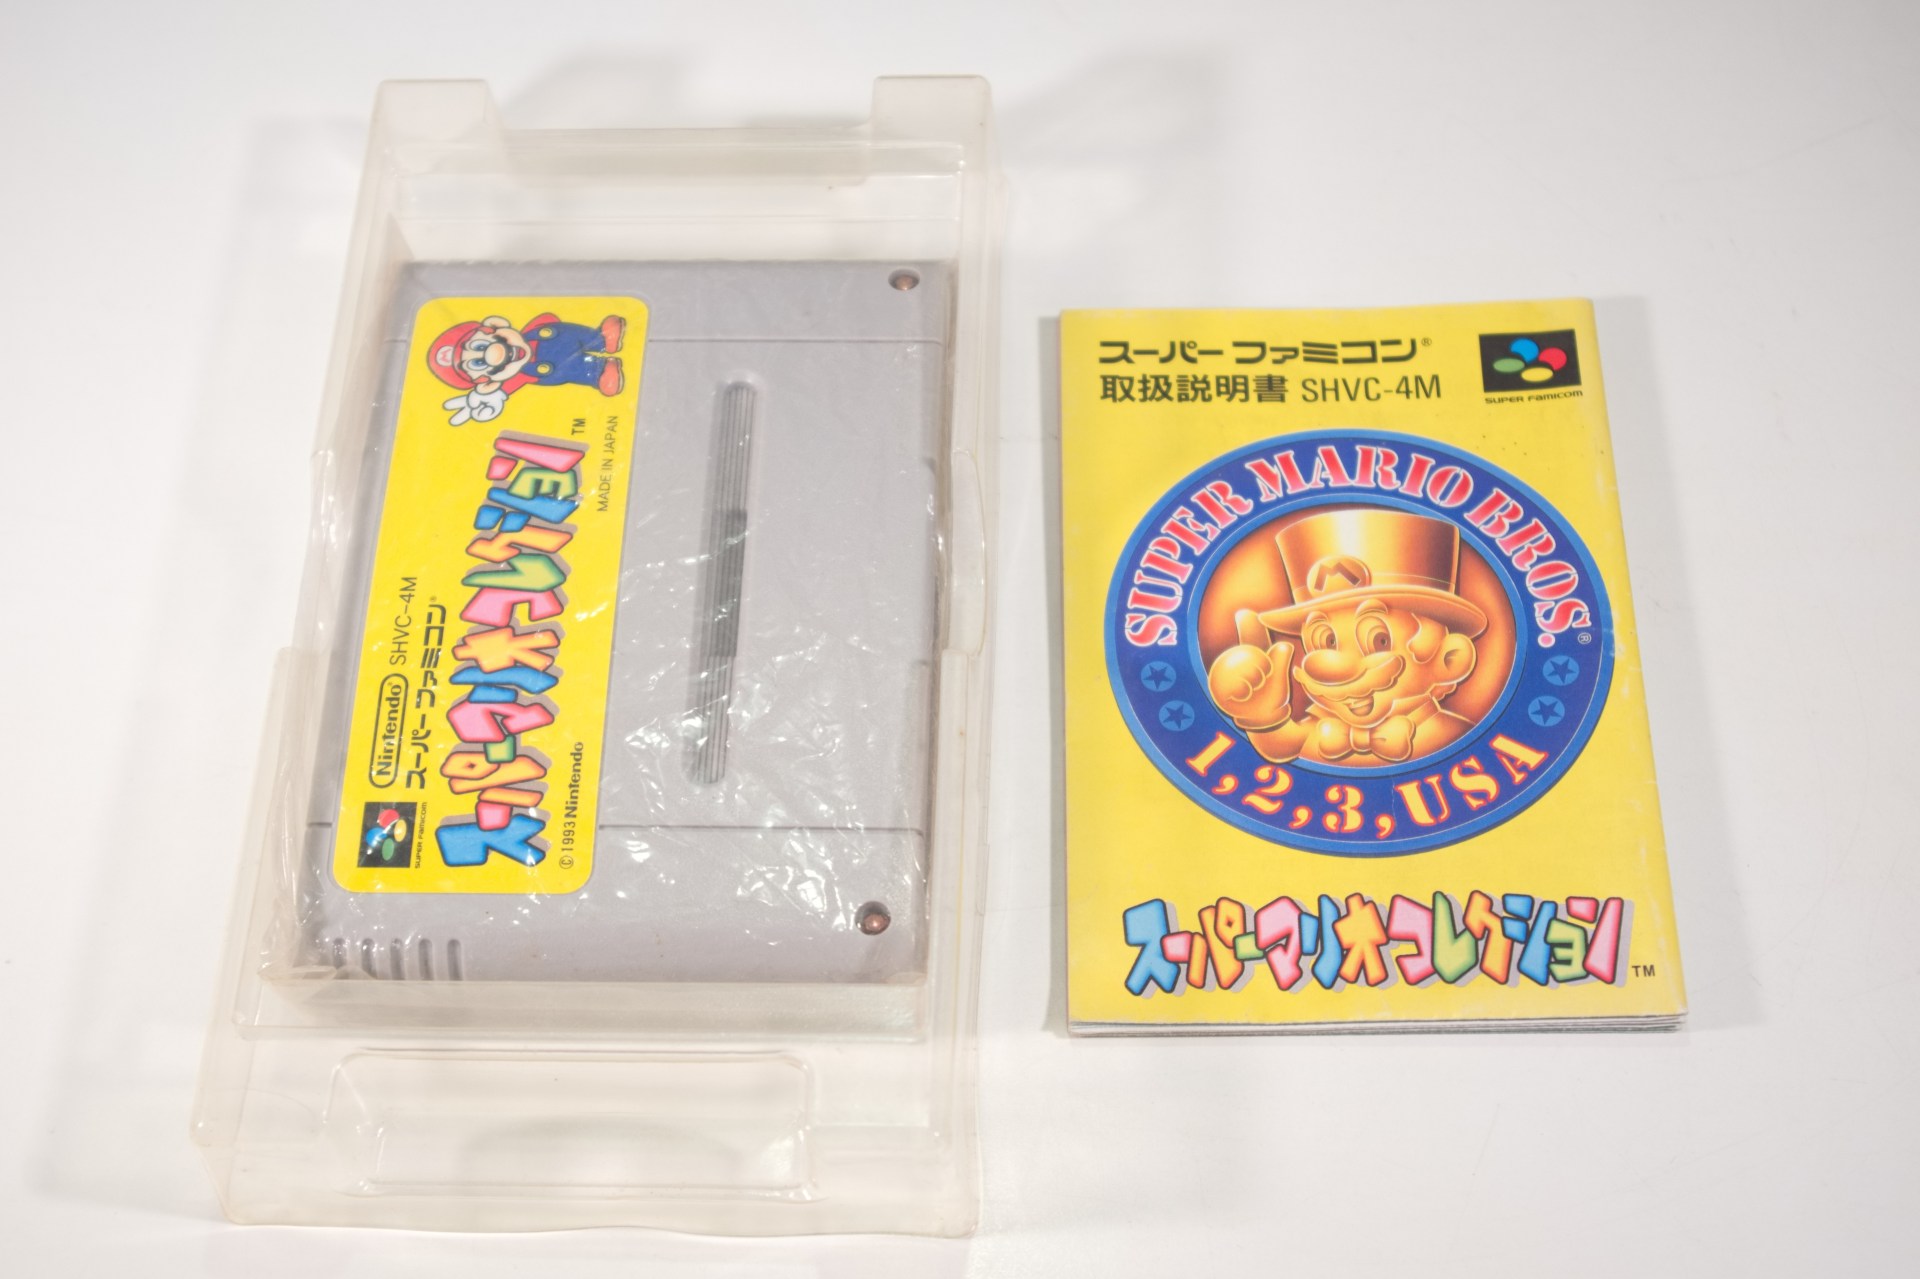 Nintendo SHVC-4M
スーパーファミコン®
SUPER FAMICOM
スーパーマリオコレクション TM
MADE IN JAPAN
©1993 Nintendo
スーパーファミコン®
取扱説明書 SHVC-4M
SUPER FAMICOM
SUPER MARIO BROS.®
M
1, 2, 3, USA
スーパーマリオコレクション TM